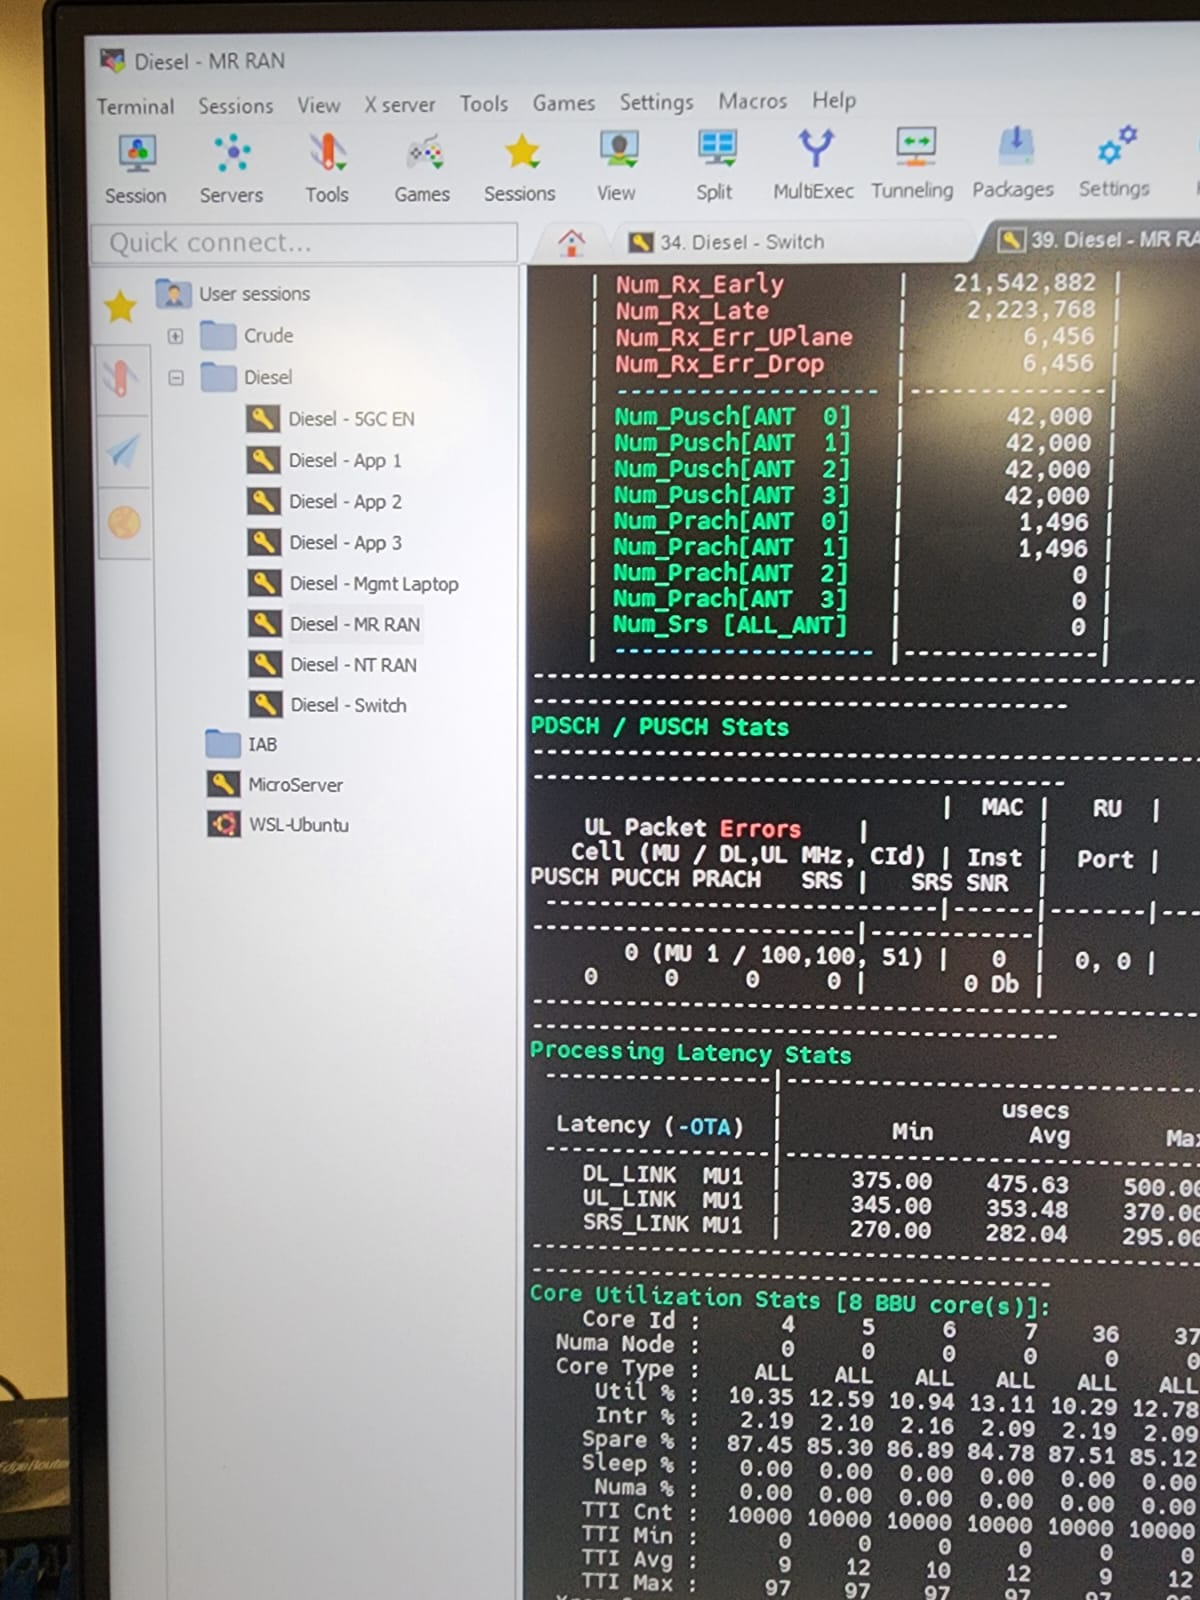 Diesel - MR RAN
Terminal Sessions View X server Tools Games Settings Macros Help
Session Servers Tools Games Sessions View Split MultiExec Tunneling Packages Settings
Quick connect...
34. Diesel - Switch
39. Diesel - MR RA
User sessions
Crude
Diesel
Diesel - 5GC EN
Diesel - App 1
Diesel - App 2
Diesel - App 3
Diesel - Mgmt Laptop
Diesel - MR RAN
Diesel - NT RAN
Diesel - Switch
IAB
MicroServer
WSL-Ubuntu
| Num_Rx_Early | 21,542,882 |
| Num_Rx_Late | 2,223,768 |
| Num_Rx_Err_UPlane | 6,456 |
| Num_Rx_Err_Drop | 6,456 |
| Num_Pusch[ANT 0] | 42,000 |
| Num_Pusch[ANT 1] | 42,000 |
| Num_Pusch[ANT 2] | 42,000 |
| Num_Pusch[ANT 3] | 42,000 |
| Num_Prach[ANT 0] | 1,496 |
| Num_Prach[ANT 1] | 1,496 |
| Num_Prach[ANT 2] | 0 |
| Num_Prach[ANT 3] | 0 |
| Num_Srs [ALL_ANT] | 0 |
PDSCH / PUSCH Stats
| MAC | RU |
UL Packet Errors |
Cell (MU / DL,UL MHz, CId) | Inst | Port |
PUSCH PUCCH PRACH SRS | SRS SNR |
0 (MU 1 / 100,100, 51) | 0 | 0, 0 |
0 0 0 0 | 0 Db |
Processing Latency Stats
usecs
Latency (-OTA) | Min Avg Max
DL_LINK MU1 | 375.00 475.63 500.00
UL_LINK MU1 | 345.00 353.48 370.00
SRS_LINK MU1 | 270.00 282.04 295.00
Core Utilization Stats [8 BBU core(s)]:
Core Id : 4 5 6 7 36 37
Numa Node : 0 0 0 0 0 0
Core Type : ALL ALL ALL ALL ALL ALL
Util % : 10.35 12.59 10.94 13.11 10.29 12.78
Intr % : 2.19 2.10 2.16 2.09 2.19 2.09
Spare % : 87.45 85.30 86.89 84.78 87.51 85.12
Sleep % : 0.00 0.00 0.00 0.00 0.00 0.00
Numa % : 0.00 0.00 0.00 0.00 0.00 0.00
TTI Cnt : 10000 10000 10000 10000 10000 10000
TTI Min : 0 0 0 0 0 0
TTI Avg : 9 12 10 12 9 12
TTI Max : 97 97 97 97 97
EdgeRouter